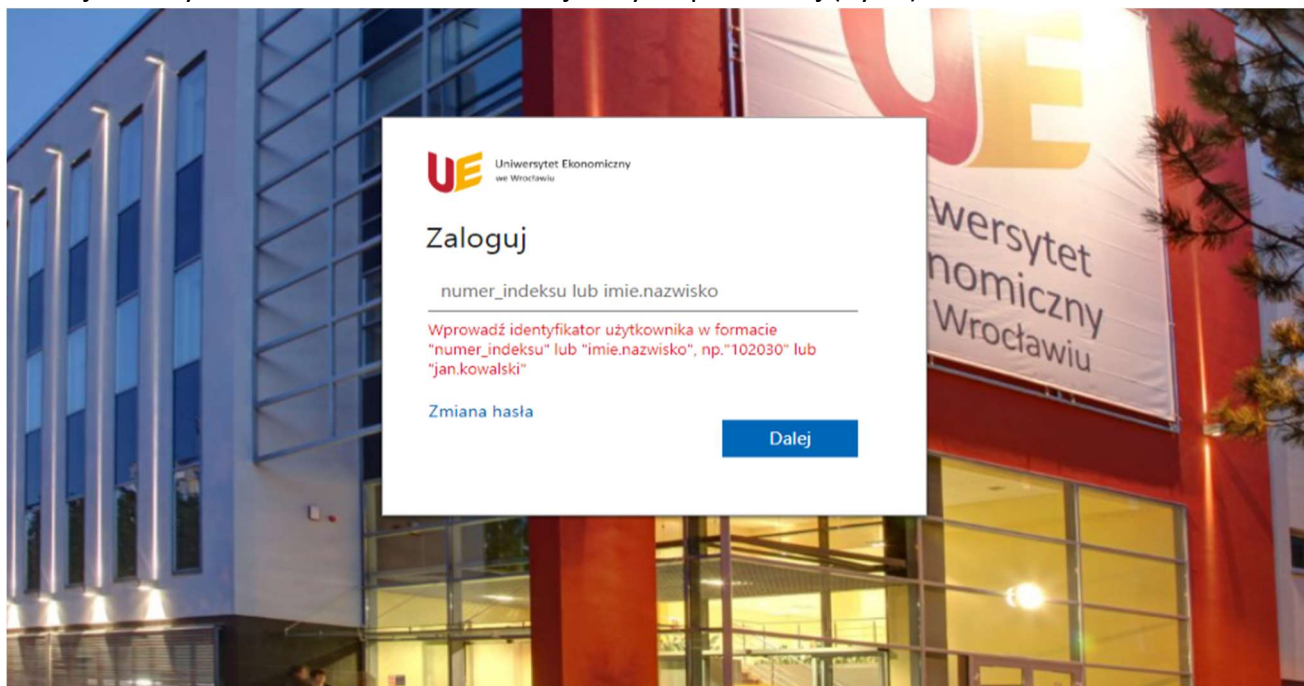 UE
Uniwersytet Ekonomiczny
we Wrocławiu
Zaloguj
numer_indeksu lub imie.nazwisko
Wprowadź identyfikator użytkownika w formacie
"numer_indeksu" lub "imie.nazwisko", np."102030" lub
"jan.kowalski"
Zmiana hasła
Dalej
UE
wersytet
nomiczny
Wrocławiu